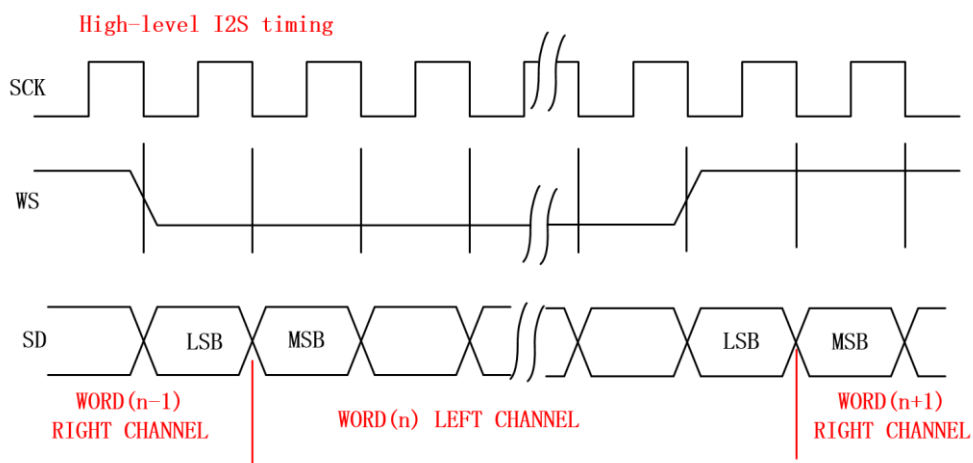 High-level I2S timing
SCK
WS
SD
LSB
MSB
LSB
MSB
WORD(n-1)
RIGHT CHANNEL
WORD(n) LEFT CHANNEL
WORD(n+1)
RIGHT CHANNEL